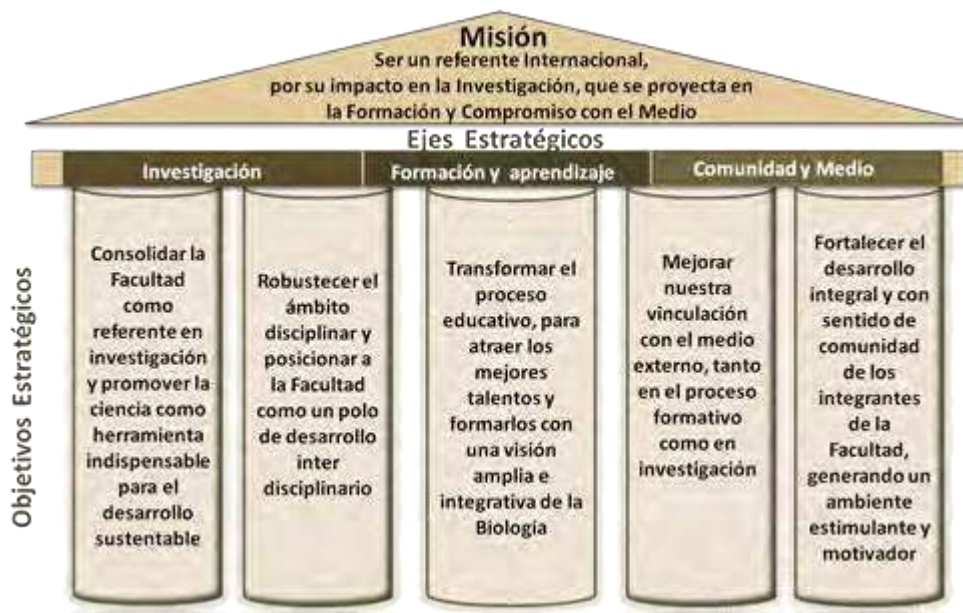 Misión
Ser un referente Internacional,
por su impacto en la Investigación, que se proyecta en
la Formación y Compromiso con el Medio
Ejes Estratégicos
Investigación
Formación y aprendizaje
Comunidad y Medio
Objetivos Estratégicos
Consolidar la
Facultad
como
referente en
investigación
y promover la
ciencia como
herramienta
indispensable
para el
desarrollo
sustentable
Robustecer el
ámbito
disciplinar y
posicionar a
la Facultad
como un polo
de desarrollo
inter
disciplinario
Transformar el
proceso
educativo, para
atraer los
mejores
talentos y
formarlos con
una visión
amplia e
integrativa de la
Biología
Mejorar
nuestra
vinculación
con el medio
externo, tanto
en el proceso
formativo
como en
investigación
Fortalecer el
desarrollo
integral y con
sentido de
comunidad
de los
integrantes
de la
Facultad,
generando un
ambiente
estimulante y
motivador